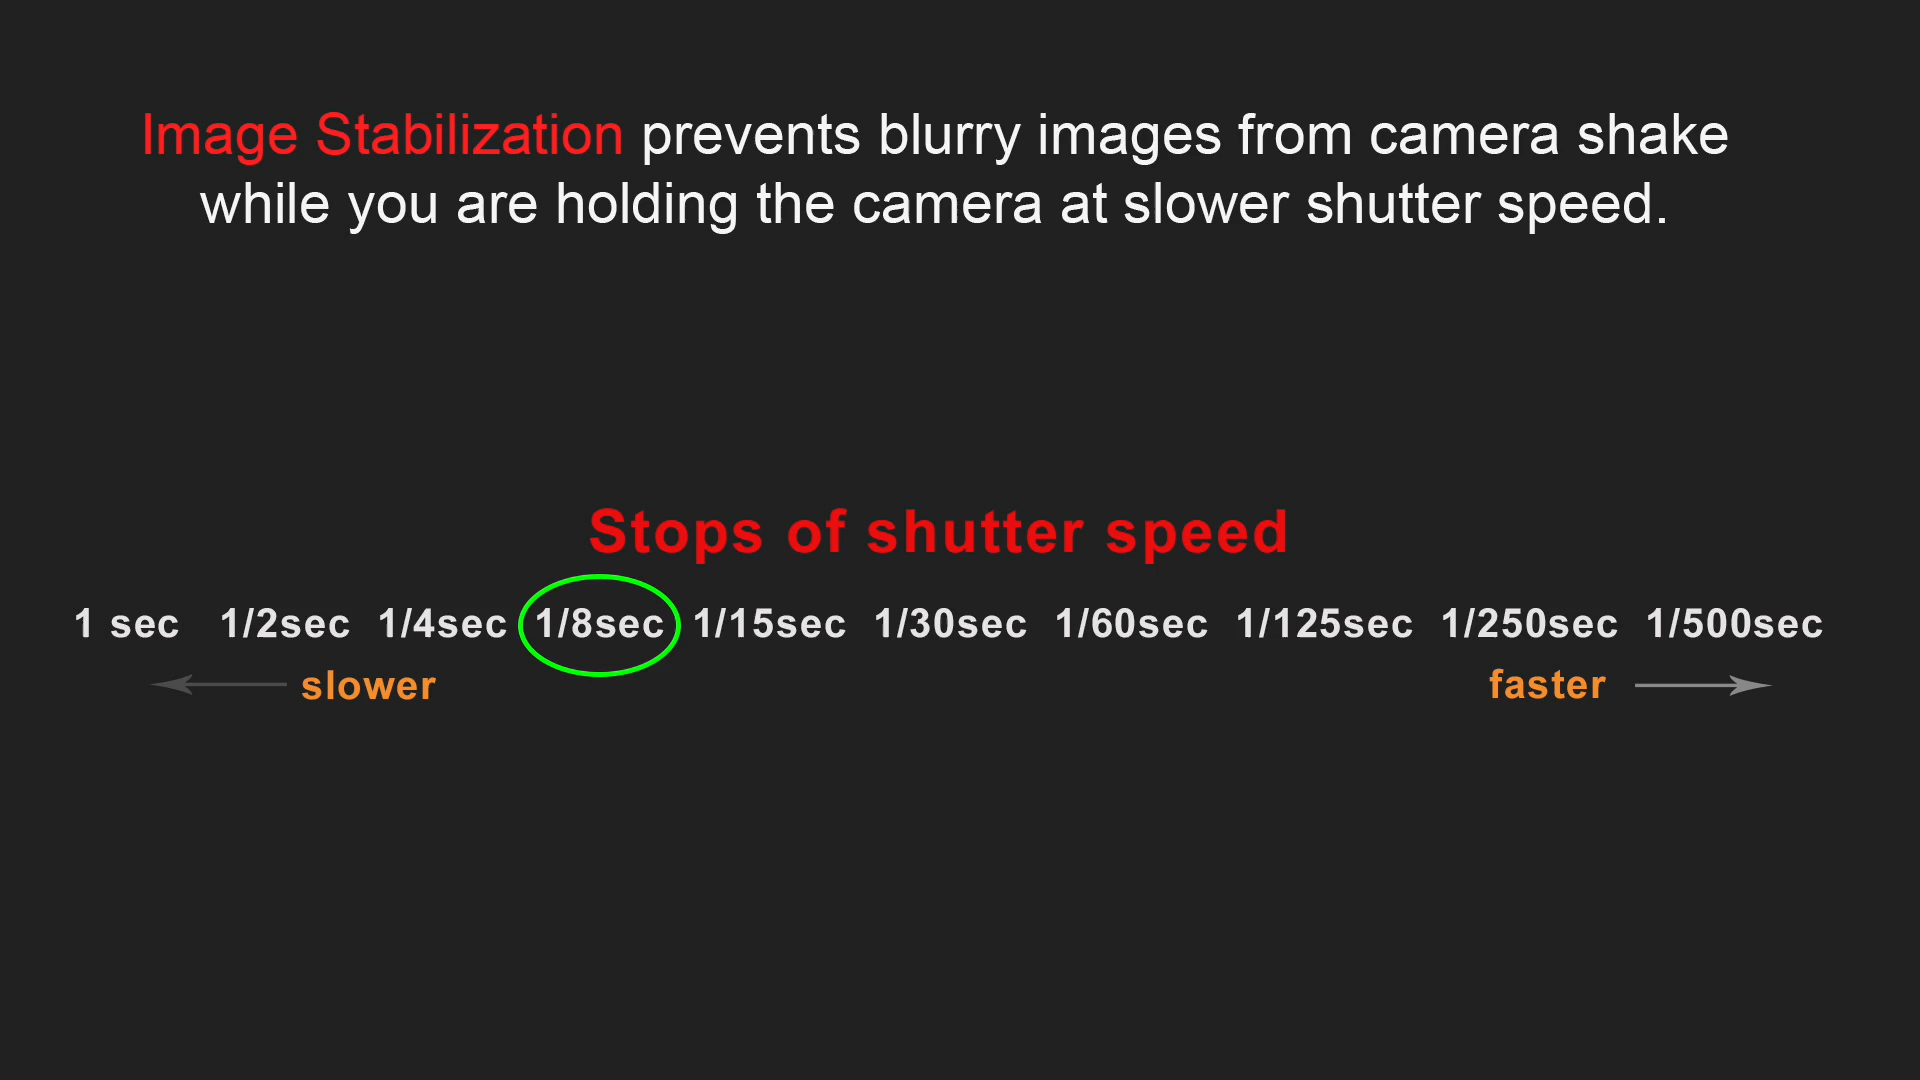 Image Stabilization prevents blurry images from camera shake
while you are holding the camera at slower shutter speed.
Stops of shutter speed
1 sec 1/2sec 1/4sec 1/8sec 1/15sec 1/30sec 1/60sec 1/125sec 1/250sec 1/500sec
slower faster